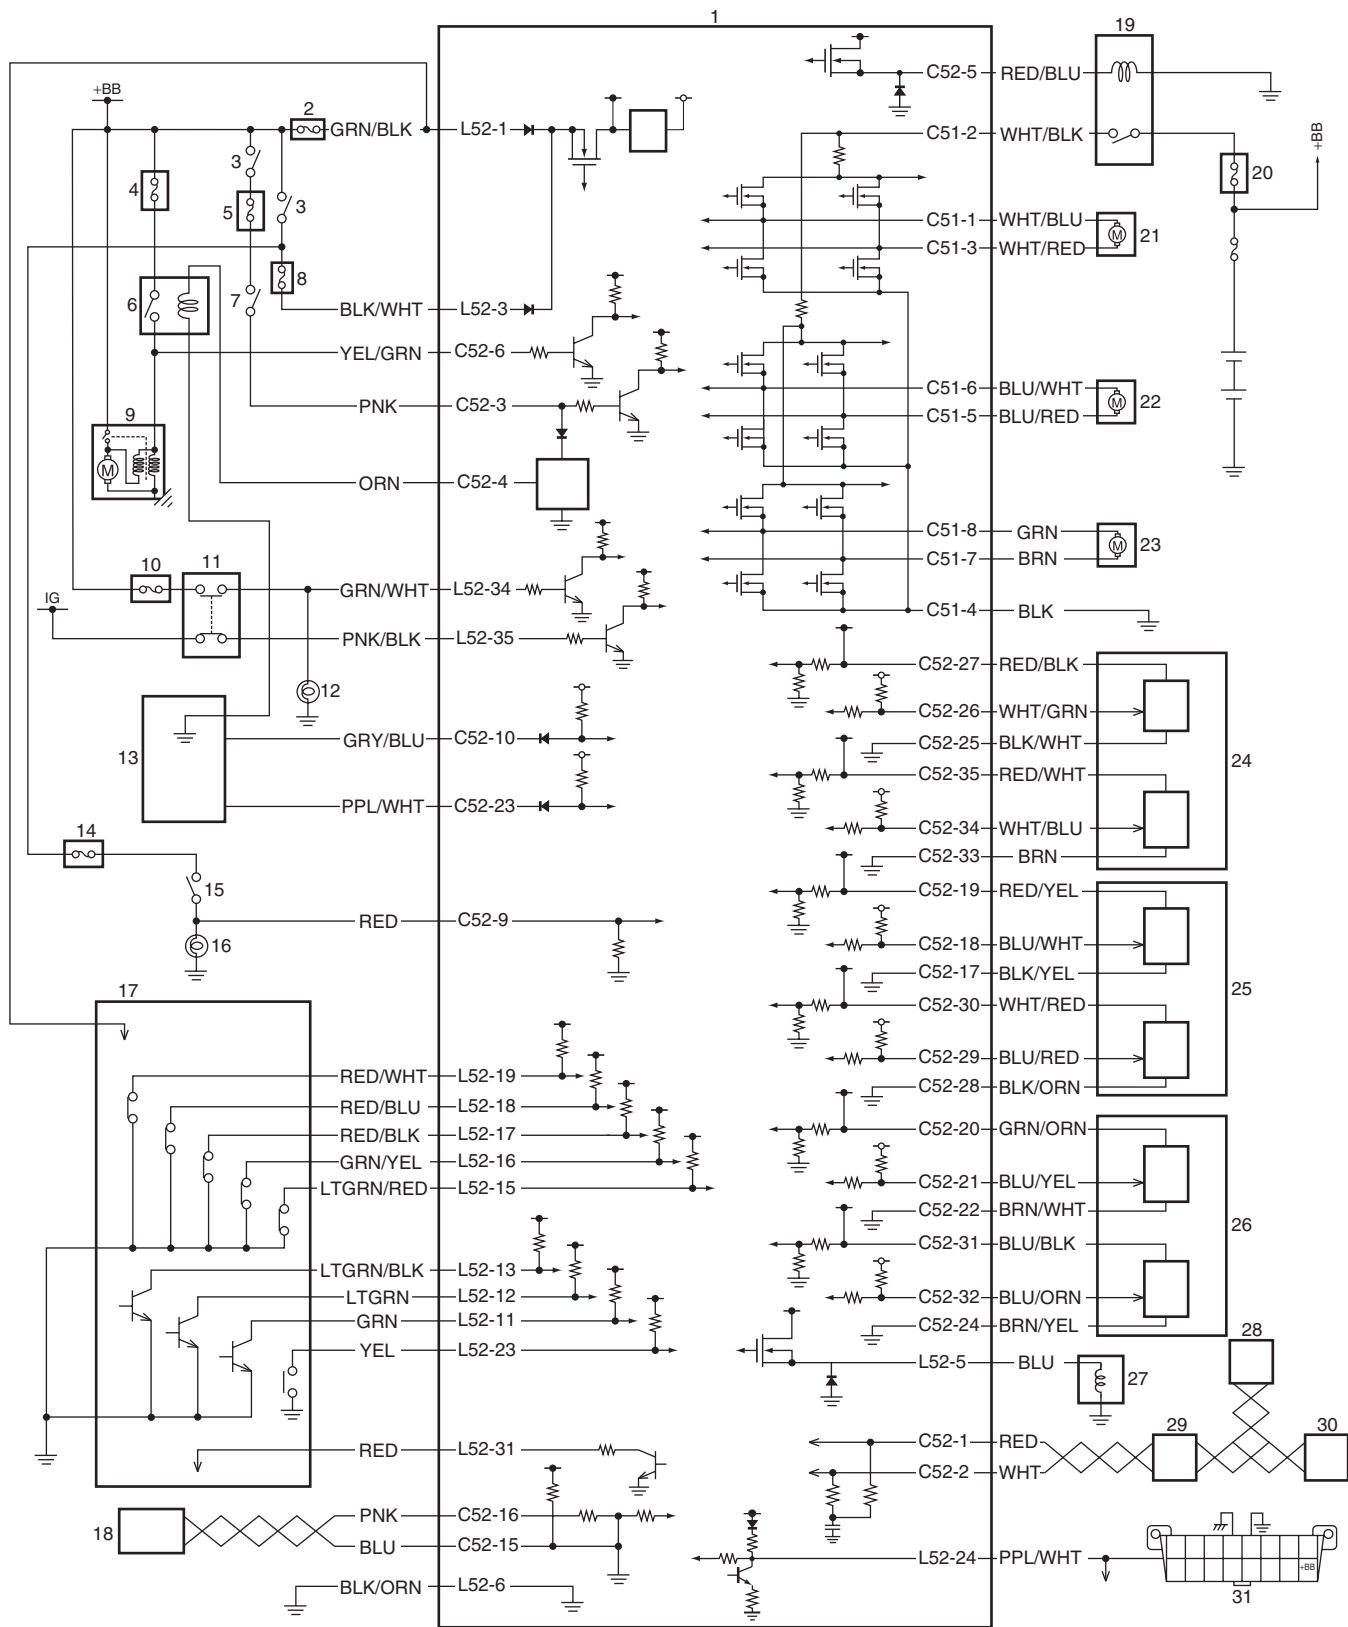 1
19
C52-5 RED/BLU
+BB
2
GRN/BLK L52-1
C51-2 WHT/BLK
+BB
3
4
20
5
3
C51-1 WHT/BLU
21
C51-3 WHT/RED
8
6
7
BLK/WHT L52-3
YEL/GRN C52-6
C51-6 BLU/WHT
22
9
PNK C52-3
C51-5 BLU/RED
M
M
M
M
ORN C52-4
C51-8 GRN
23
C51-7 BRN
10
11
IG
GRN/WHT L52-34
C51-4 BLK
PNK/BLK L52-35
C52-27 RED/BLK
12
C52-26 WHT/GRN
GRY/BLU C52-10
C52-25 BLK/WHT
13
24
C52-35 RED/WHT
PPL/WHT C52-23
C52-34 WHT/BLU
14
C52-33 BRN
15
C52-19 RED/YEL
RED C52-9
16
C52-18 BLU/WHT
C52-17 BLK/YEL
17
25
C52-30 WHT/RED
C52-29 BLU/RED
RED/WHT L52-19
C52-28 BLK/ORN
RED/BLU L52-18
C52-20 GRN/ORN
RED/BLK L52-17
GRN/YEL L52-16
C52-21 BLU/YEL
LTGRN/RED L52-15
C52-22 BRN/WHT
26
C52-31 BLU/BLK
LTGRN/BLK L52-13
LTGRN L52-12
C52-32 BLU/ORN
GRN L52-11
C52-24 BRN/YEL
28
YEL L52-23
L52-5 BLU
27
C52-1 RED
29
30
RED L52-31
C52-2 WHT
PNK C52-16
18
BLU C52-15
L52-24 PPL/WHT
+BB
BLK/ORN L52-6
31